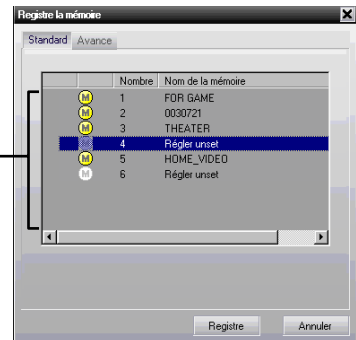 Registre la mémoire
Standard Avance
Nombre Nom de la mémoire
M 1 FOR GAME
M 2 0030721
M 3 THEATER
M 4 Régler unset
M 5 HOME_VIDEO
M 6 Régler unset
Registre Annuler